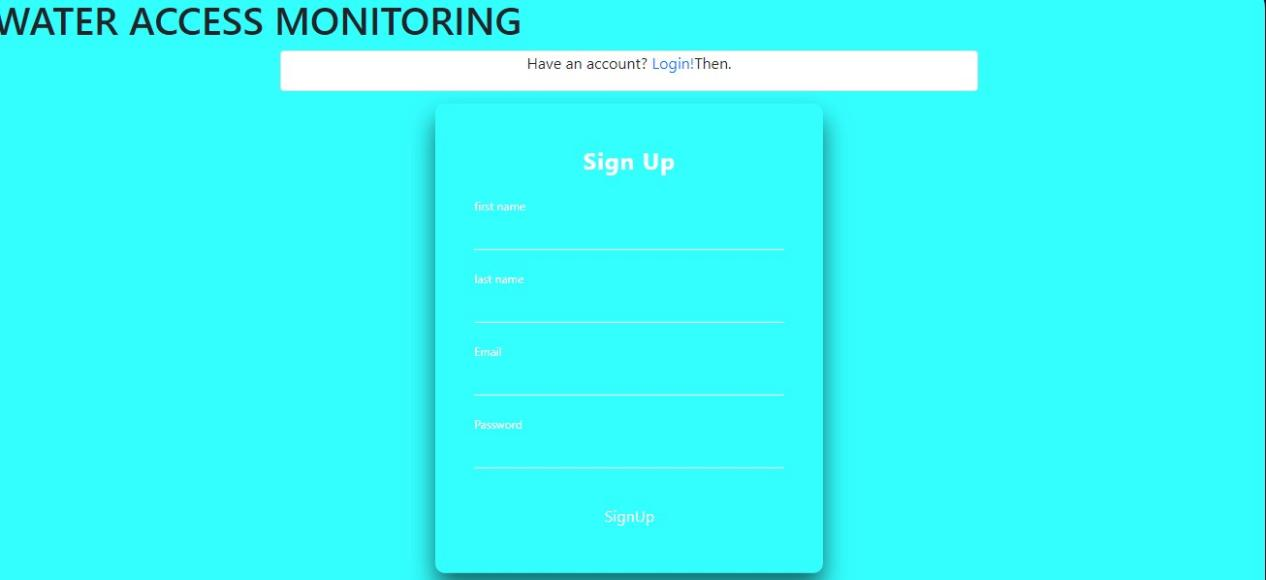 WATER ACCESS MONITORING
Have an account? Login!Then.
Sign Up
first name
last name
Email
Password
SignUp